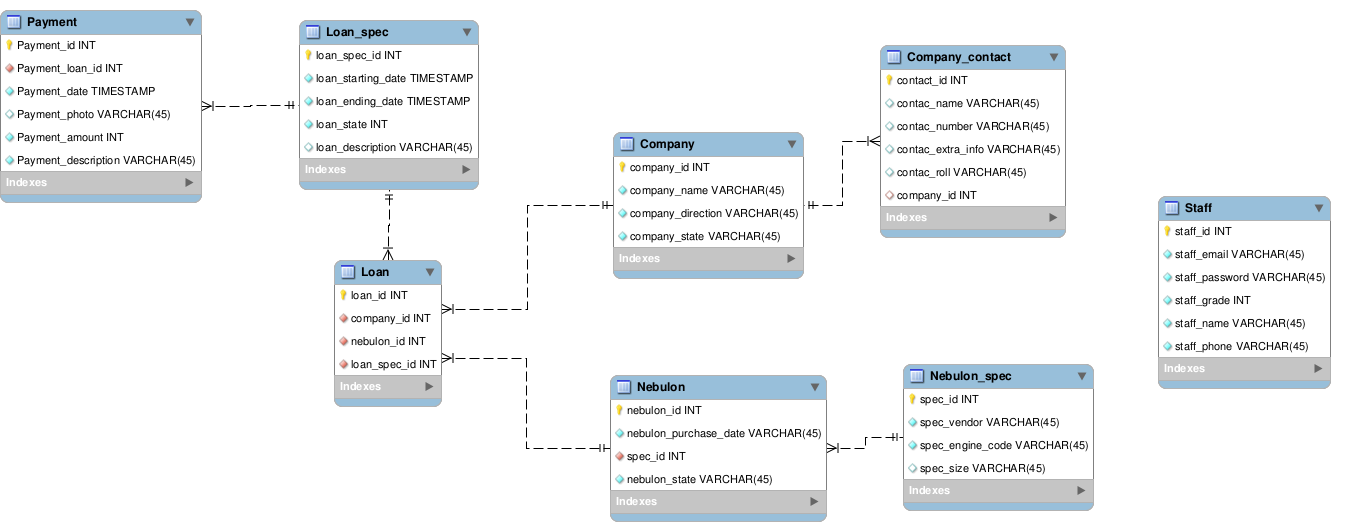 Payment
Payment_id INT
Payment_loan_id INT
Payment_date TIMESTAMP
Payment_photo VARCHAR(45)
Payment_amount INT
Payment_description VARCHAR(45)
Indexes
Loan_spec
loan_spec_id INT
loan_starting_date TIMESTAMP
loan_ending_date TIMESTAMP
loan_state INT
loan_description VARCHAR(45)
Indexes
Loan
loan_id INT
company_id INT
nebulon_id INT
loan_spec_id INT
Indexes
Company
company_id INT
company_name VARCHAR(45)
company_direction VARCHAR(45)
company_state VARCHAR(45)
Indexes
Company_contact
contact_id INT
contac_name VARCHAR(45)
contac_number VARCHAR(45)
contac_extra_info VARCHAR(45)
contac_roll VARCHAR(45)
company_id INT
Indexes
Nebulon
nebulon_id INT
nebulon_purchase_date VARCHAR(45)
spec_id INT
nebulon_state VARCHAR(45)
Indexes
Nebulon_spec
spec_id INT
spec_vendor VARCHAR(45)
spec_engine_code VARCHAR(45)
spec_size VARCHAR(45)
Indexes
Staff
staff_id INT
staff_email VARCHAR(45)
staff_password VARCHAR(45)
staff_grade INT
staff_name VARCHAR(45)
staff_phone VARCHAR(45)
Indexes